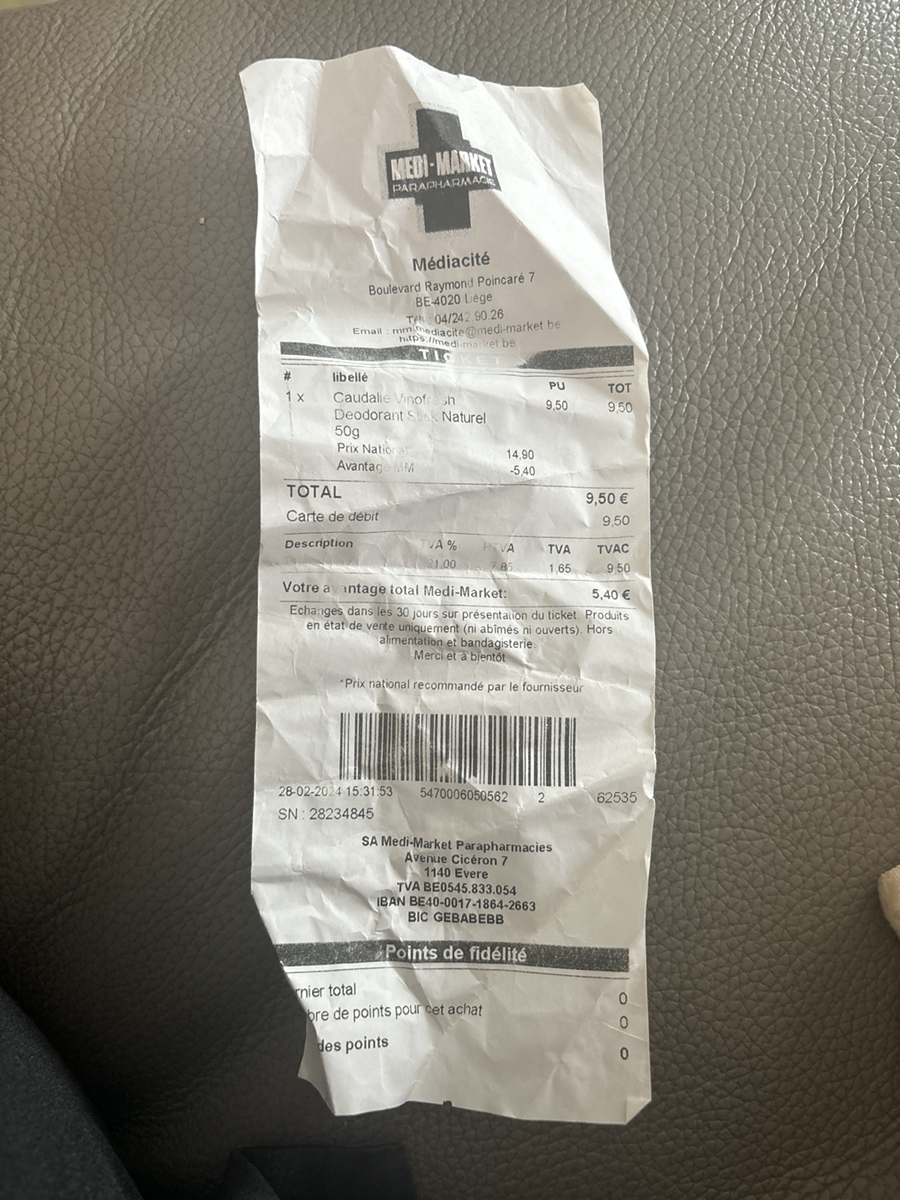 MEDI-MARKET
PARAPHARMACIE
Médiacité
Boulevard Raymond Poincaré 7
BE-4020 Liège
04/242.90.26
Email : mm.mediacite@medi-market be
https://medi-market be
# libellé PU TOT
1 x Caudalie Vinofresh 9,50 9,50
Deodorant Naturel
50g
Prix National 14,90
Avantage MM -5,40
TOTAL 9,50 €
Carte de débit 9,50
Description TVA % TVA TVAC
21.00 7.85 1,65 9 50
Votre avantage total Medi-Market: 5,40 €
Echanges dans les 30 jours sur présentation du ticket. Produits
en état de vente uniquement (ni abîmés ni ouverts). Hors
alimentation et bandagisterie.
Merci et à bientôt
*Prix national recommandé par le fournisseur
28-02-2024 15:31:53 5470006050562 2 62535
SN : 28234845
SA Medi-Market Parapharmacies
Avenue Cicéron 7
1140 Evere
TVA BE0545.833.054
IBAN BE40-0017-1864-2663
BIC GEBABEBB
Points de fidélité
rnier total 0
bre de points pour cet achat 0
des points 0